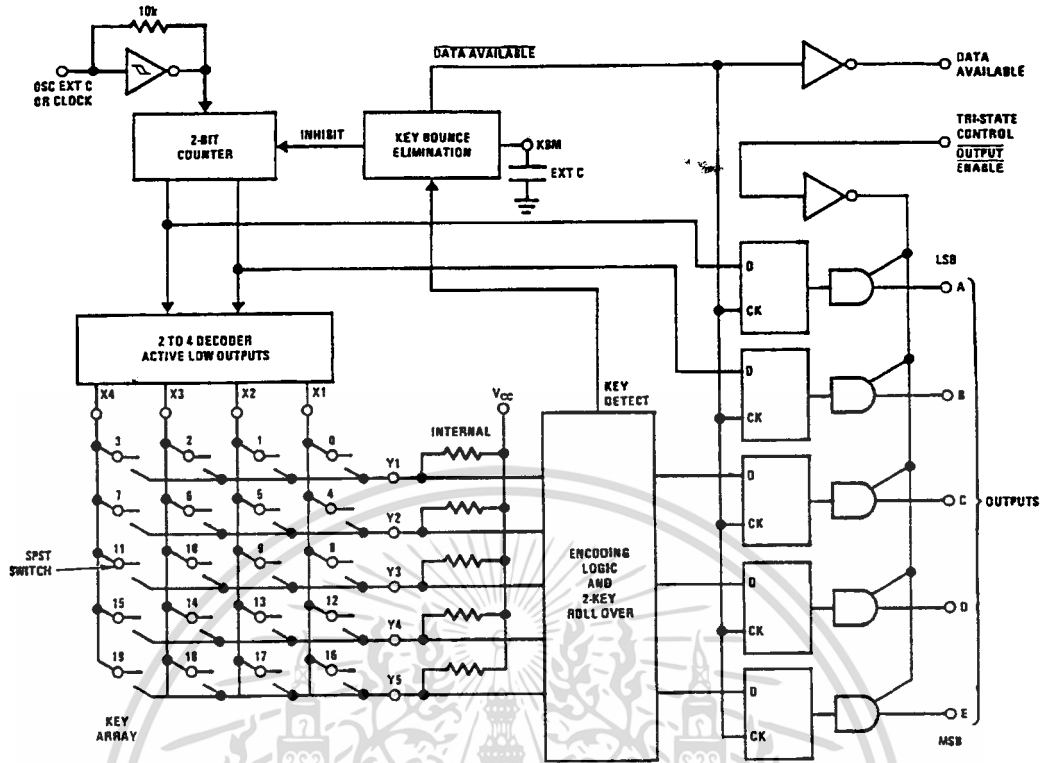 10k
OSC EXT C
OR CLOCK
2-BIT
COUNTER
INHIBIT
DATA AVAILABLE
KEY BOUNCE
ELIMINATION
KBM
EXT C
DATA
AVAILABLE
TRI-STATE
CONTROL
OUTPUT
ENABLE
2 TO 4 DECODER
ACTIVE LOW OUTPUTS
X4 X3 X2 X1
KEY
DETECT
VCC
INTERNAL
3 2 1 0 Y1
7 6 5 4 Y2
11 10 9 8 Y3
15 14 13 12 Y4
19 18 17 16 Y5
SPST
SWITCH
KEY
ARRAY
ENCODING
LOGIC
AND
2-KEY
ROLL OVER
D
CK
LSB
A
D
CK
B
D
CK
C
OUTPUTS
D
CK
D
D
CK
E
MSB